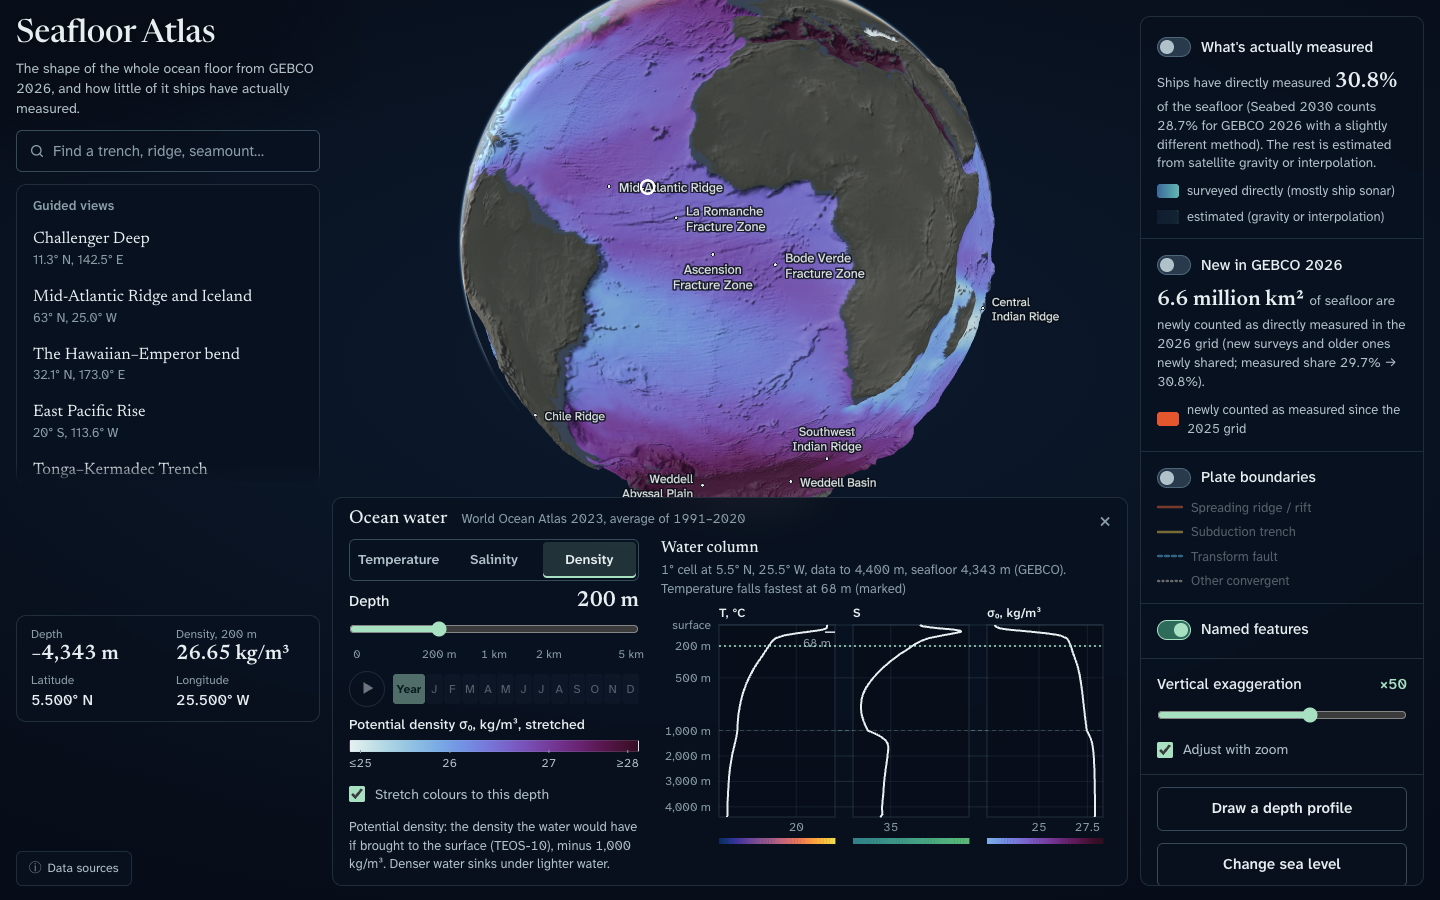 Seafloor Atlas
The shape of the whole ocean floor from GEBCO
2026, and how little of it ships have actually
measured.
Find a trench, ridge, seamount...
Guided views
Challenger Deep
11.3° N, 142.5° E
Mid-Atlantic Ridge and Iceland
63° N, 25.0° W
The Hawaiian–Emperor bend
32.1° N, 173.0° E
East Pacific Rise
20° S, 113.6° W
Tonga–Kermadec Trench
Depth
−4,343 m
Density, 200 m
26.65 kg/m³
Latitude
5.500° N
Longitude
25.500° W
ⓘ Data sources
Mid-Atlantic Ridge
La Romanche
Fracture Zone
Ascension
Fracture Zone
Bode Verde
Fracture Zone
Central
Indian Ridge
Chile Ridge
Southwest
Indian Ridge
Weddell
Abyssal Plain
Weddell Basin
Ocean water
World Ocean Atlas 2023, average of 1991–2020
×
Temperature
Salinity
Density
Depth
200 m
0
200 m
1 km
2 km
5 km
Year J F M A M J J A S O N D
Potential density σ₀, kg/m³, stretched
≤25
26
27
≥28
Stretch colours to this depth
Potential density: the density the water would have
if brought to the surface (TEOS-10), minus 1,000
kg/m³. Denser water sinks under lighter water.
Water column
1° cell at 5.5° N, 25.5° W, data to 4,400 m, seafloor 4,343 m (GEBCO).
Temperature falls fastest at 68 m (marked)
T, °C
S
σ₀, kg/m³
surface
68 m
200 m
500 m
1,000 m
2,000 m
3,000 m
4,000 m
20
35
25
27.5
What's actually measured
Ships have directly measured 30.8%
of the seafloor (Seabed 2030 counts
28.7% for GEBCO 2026 with a slightly
different method). The rest is estimated
from satellite gravity or interpolation.
surveyed directly (mostly ship sonar)
estimated (gravity or interpolation)
New in GEBCO 2026
6.6 million km² of seafloor are
newly counted as directly measured in the
2026 grid (new surveys and older ones
newly shared; measured share 29.7% →
30.8%).
newly counted as measured since the
2025 grid
Plate boundaries
Spreading ridge / rift
Subduction trench
Transform fault
Other convergent
Named features
Vertical exaggeration
×50
Adjust with zoom
Draw a depth profile
Change sea level